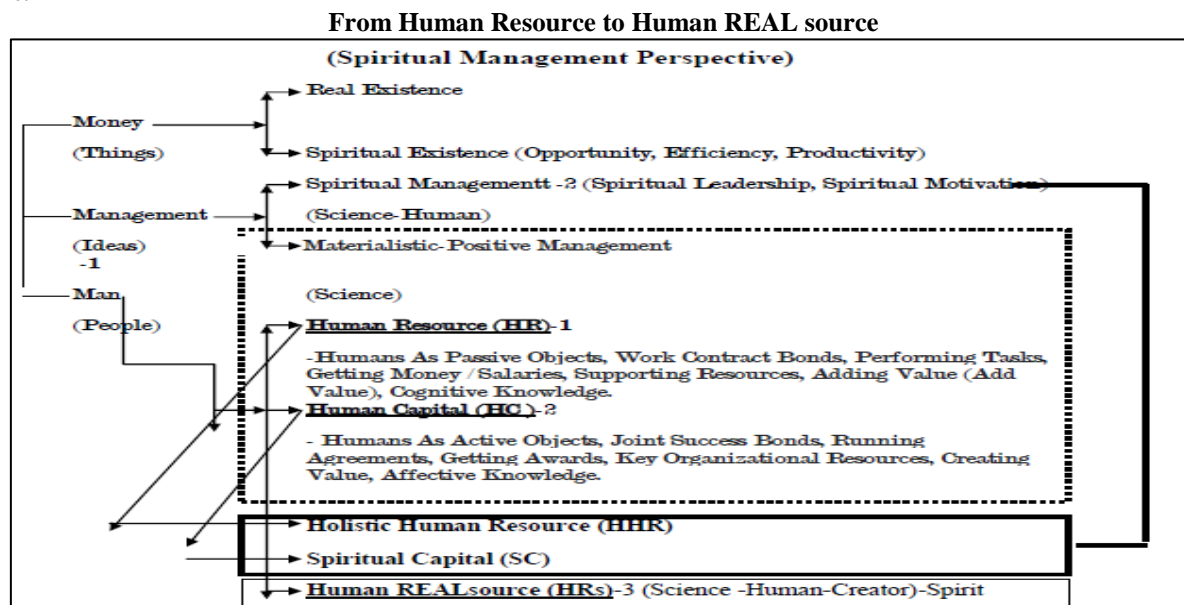 From Human Resource to Human REAL source
(Spiritual Management Perspective)
Real Existence
Money
(Things)
Spiritual Existence (Opportunity, Efficiency, Productivity)
Spiritual Managementt -2 (Spiritual Leadership, Spiritual Motivation)
Management
(Science-Human)
(Ideas)
-1
Materialistic-Positive Management
Man
(Science)
(People)
Human Resource (HR)-1
-Humans As Passive Objects, Work Contract Bonds, Performing Tasks,
Getting Money /Salaries, Supporting Resources, Adding Value (Add
Value), Cognitive Knowledge.
Human Capital (HC )-2
- Humans As Active Objects, Joint Success Bonds, Running
Agreements, Getting Awards, Key Organizational Resources, Creating
Value, Affective Knowledge.
Holistic Human Resource (HHR)
Spiritual Capital (SC)
Human REALsource (HRs)-3 (Science -Human-Creator)-Spirit